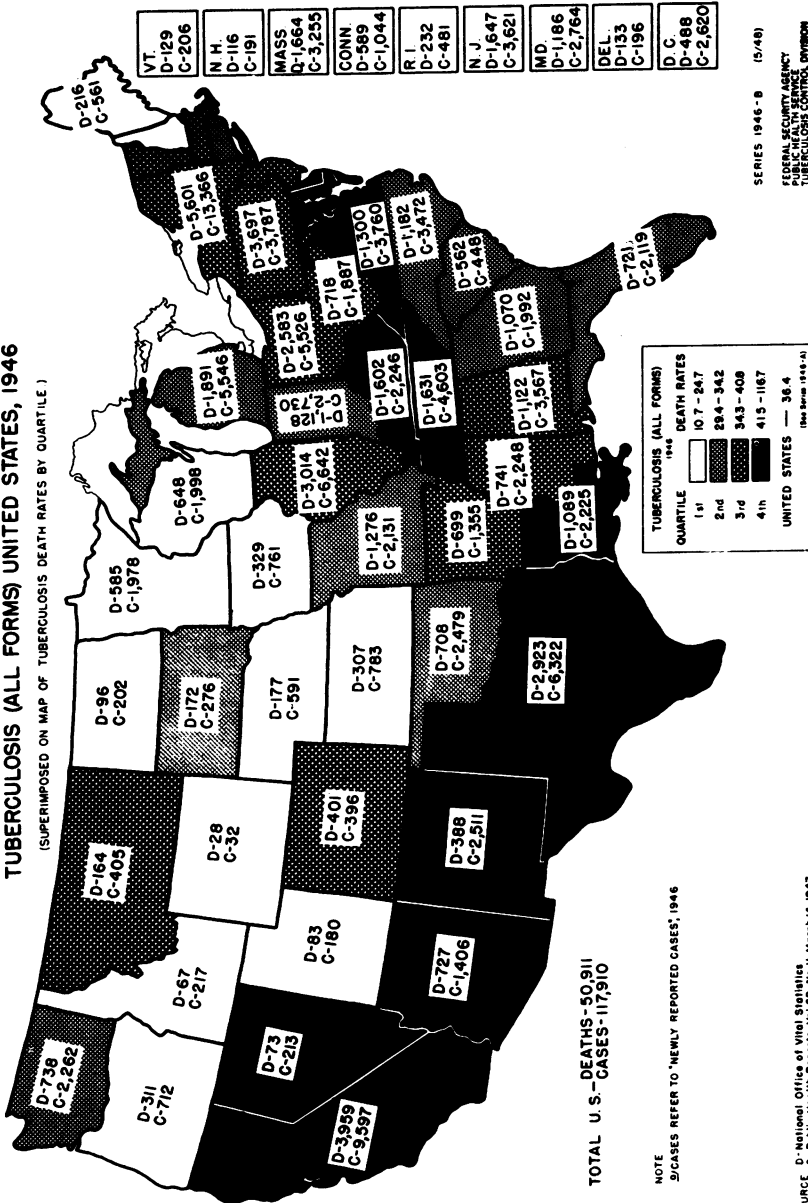 TUBERCULOSIS (ALL FORMS) UNITED STATES, 1946
(SUPERIMPOSED ON MAP OF TUBERCULOSIS DEATH RATES BY QUARTILE.)
D-738
C-2,262
D-311
C-712
D-3,959
C-9,597
D-73
C-213
D-67
C-217
D-164
C-405
D-28
C-32
D-83
C-180
D-727
C-1,406
D-401
C-396
D-388
C-2,511
D-96
C-202
D-172
C-276
D-177
C-591
D-307
C-783
D-708
C-2,479
D-2,923
C-6,322
D-585
C-1,978
D-329
C-761
D-1,276
C-2,131
D-699
C-1,355
D-1,089
C-2,225
D-648
C-1,998
D-3,014
C-6,642
D-741
C-2,248
D-1,891
C-5,546
D-1,128
C-2,730
D-1,602
C-2,246
D-1,631
C-4,603
D-1,122
C-3,567
D-2,583
C-5,526
D-718
C-1,887
D-1,070
C-1,992
D-721
C-2,119
D-5,601
C-13,366
D-3,697
C-3,787
D-1,300
C-3,760
D-1,182
C-3,472
D-562
C-448
D-216
C-561
VT.
D-129
C-206
N.H.
D-116
C-191
MASS
D-1,664
C-3,255
CONN.
D-589
C-1,044
R.I.
D-232
C-481
N.J.
D-1,647
C-3,621
MD.
D-1,186
C-2,764
DEL.
D-133
C-196
D.C.
D-488
C-2,620
TOTAL U.S.-DEATHS-50,911
CASES-117,910
NOTE
CASES REFER TO "NEWLY REPORTED CASES", 1946
TUBERCULOSIS (ALL FORMS)
1946
QUARTILE DEATH RATES
1st 10.7-24.7
2nd 29.4-34.2
3rd 34.3-40.8
4th 41.5-116.7
UNITED STATES — 36.4
(See Series 1946-A)
SERIES 1946-B (5/48)
FEDERAL SECURITY AGENCY
PUBLIC HEALTH SERVICE
TUBERCULOSIS CONTROL DIVISION
D-National Office of Vital Statistics